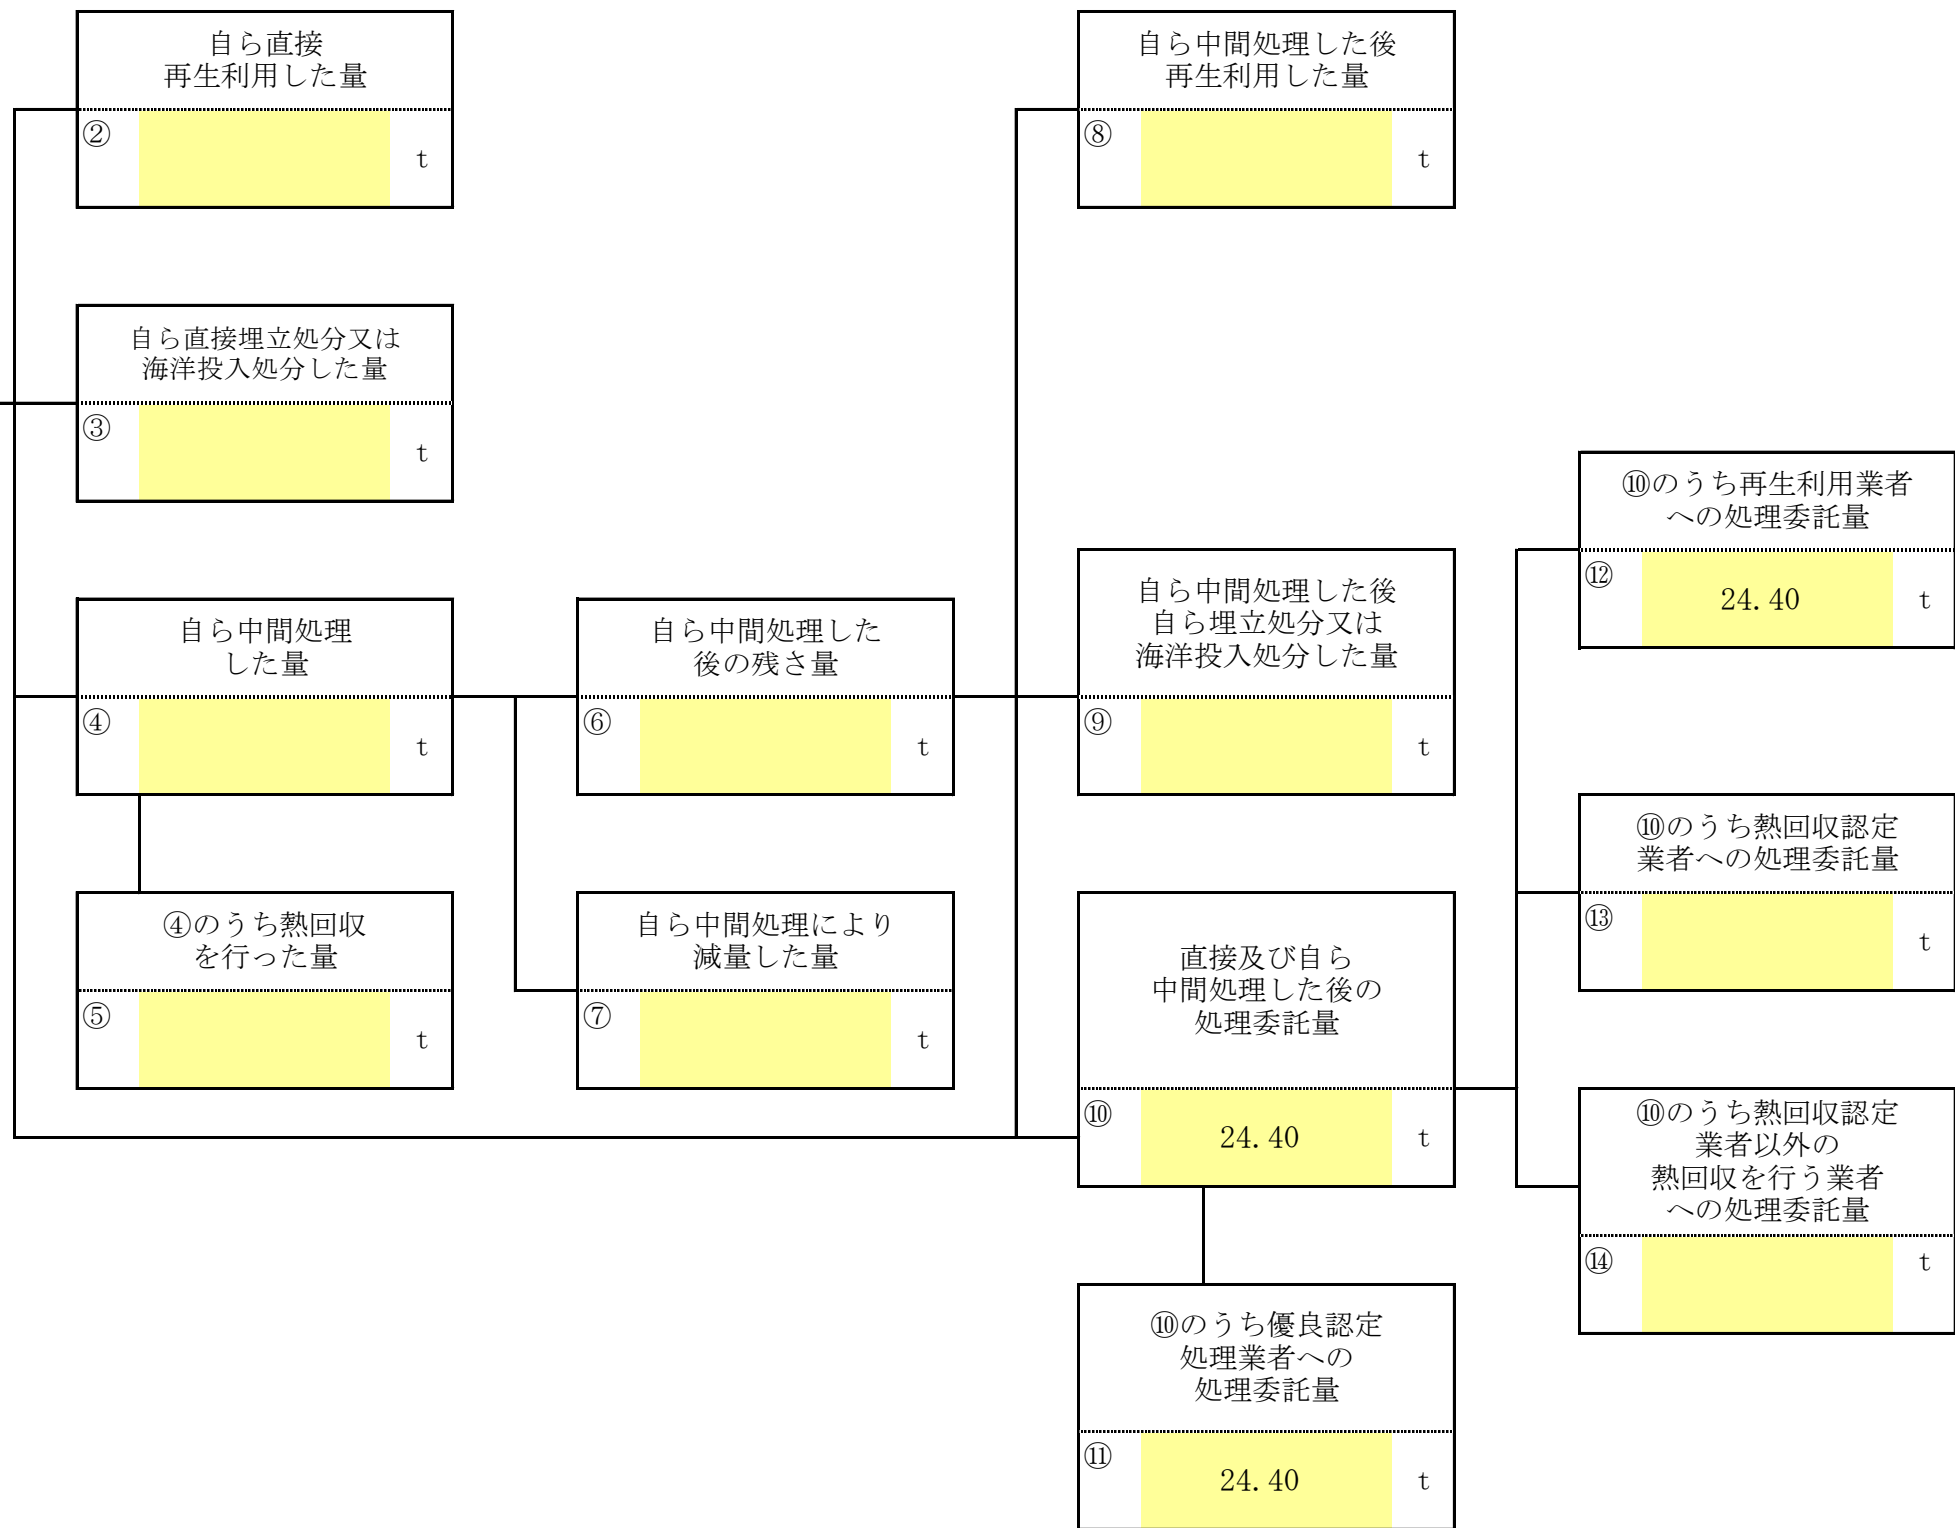 自ら直接
再生利用した量
②
t
自ら中間処理した後
再生利用した量
⑧
t
自ら直接埋立処分又は
海洋投入処分した量
③
t
⑩のうち再生利用業者
への処理委託量
⑫
24.40
t
自ら中間処理
した量
④
t
自ら中間処理した
後の残さ量
⑥
t
自ら中間処理した後
自ら埋立処分又は
海洋投入処分した量
⑨
t
⑩のうち熱回収認定
業者への処理委託量
⑬
t
④のうち熱回収
を行った量
⑤
t
自ら中間処理により
減量した量
⑦
t
直接及び自ら
中間処理した後の
処理委託量
⑩
24.40
t
⑩のうち熱回収認定
業者以外の
熱回収を行う業者
への処理委託量
⑭
t
⑩のうち優良認定
処理業者への
処理委託量
⑪
24.40
t